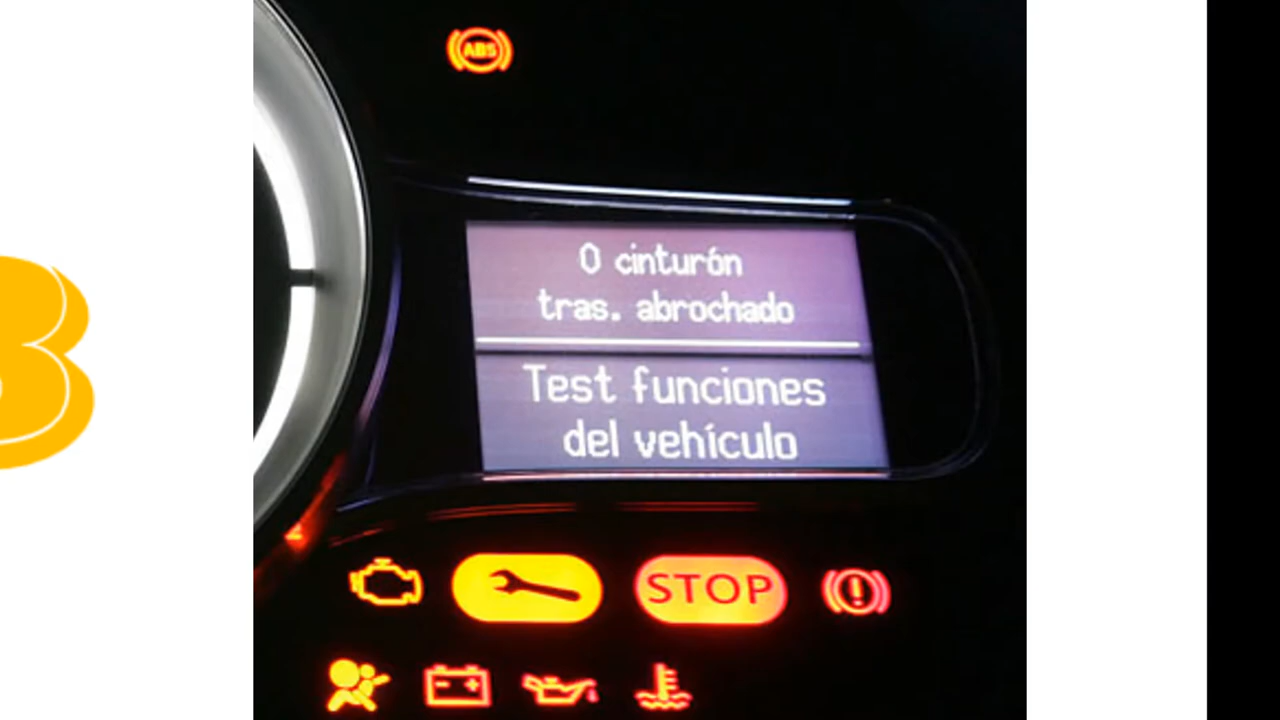 ABS
0 cinturón
tras. abrochado
Test funciones
del vehículo
STOP